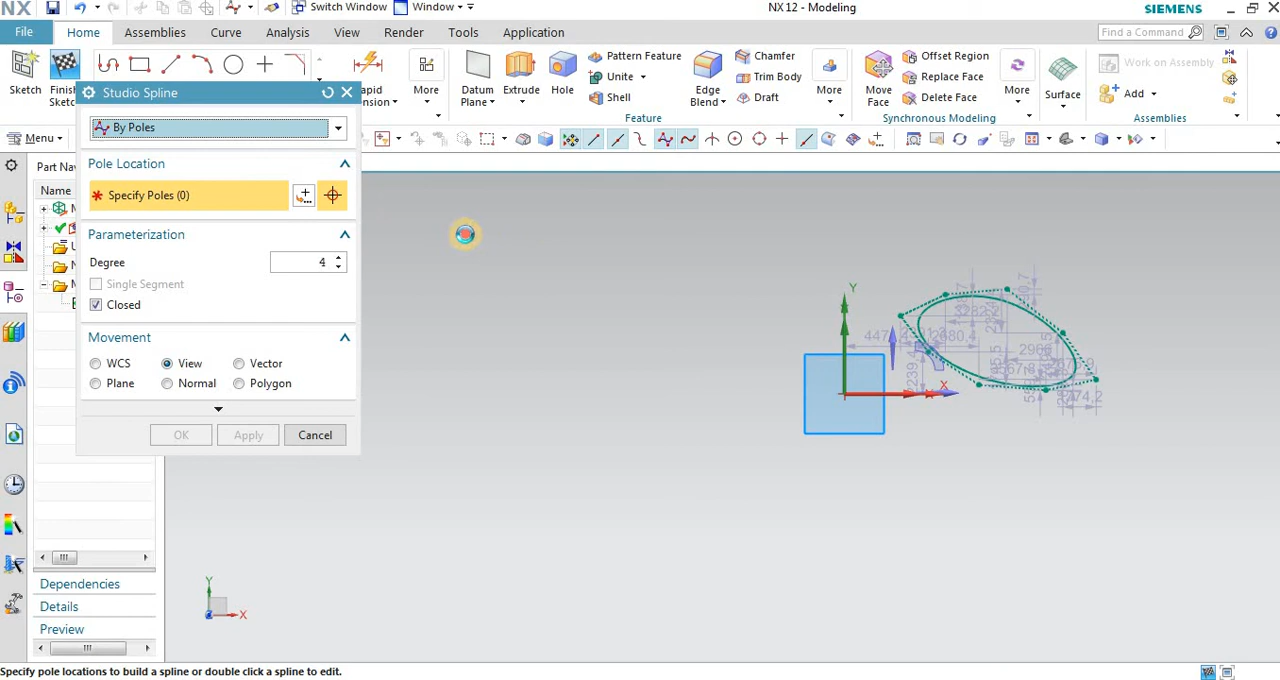 NX
Switch Window
Window
NX 12 - Modeling
SIEMENS
File
Home
Assemblies
Curve
Analysis
View
Render
Tools
Application
Find a Command
Sketch
Finish
More
Datum
Plane
Extrude
Hole
Pattern Feature
Unite
Shell
Edge
Blend
Chamfer
Trim Body
Draft
More
Move
Face
Offset Region
Replace Face
Delete Face
More
Surface
Work on Assembly
Add
Feature
Synchronous Modeling
Assemblies
Menu
Studio Spline
By Poles
Pole Location
* Specify Poles (0)
Parameterization
Degree
4
Single Segment
Closed
Movement
WCS
View
Vector
Plane
Normal
Polygon
OK
Apply
Cancel
Name
Dependencies
Details
Preview
Y
X
Y
X
Specify pole locations to build a spline or double click a spline to edit.